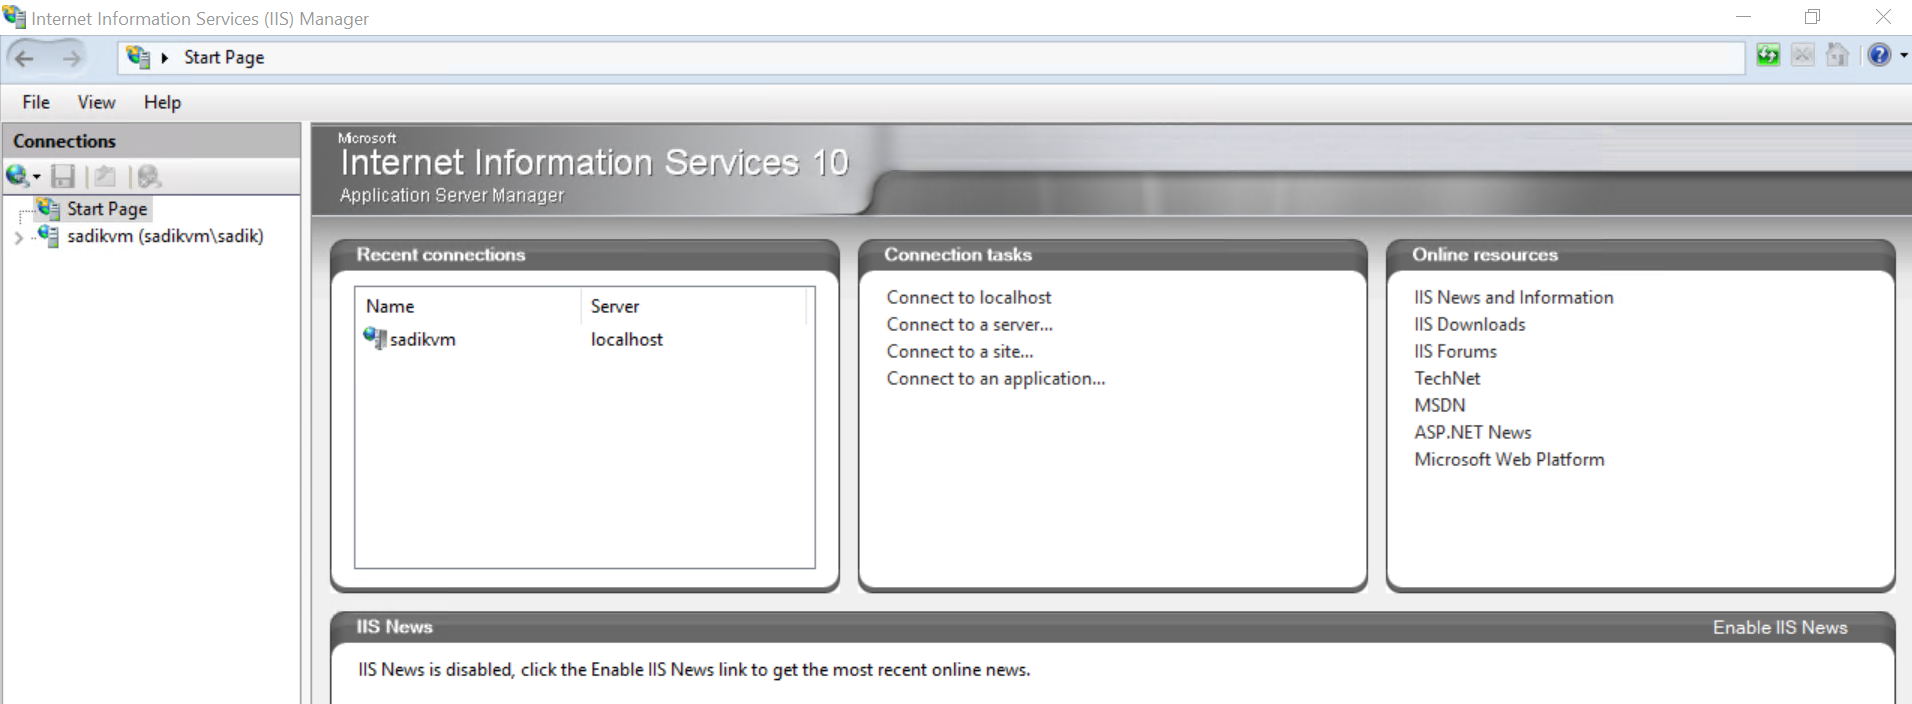 Internet Information Services (IIS) Manager
Start Page
File View Help
Connections
Start Page
sadikvm (sadikvm\sadik)
Microsoft
Internet Information Services 10
Application Server Manager
Recent connections
Name Server
sadikvm localhost
Connection tasks
Connect to localhost
Connect to a server...
Connect to a site...
Connect to an application...
Online resources
IIS News and Information
IIS Downloads
IIS Forums
TechNet
MSDN
ASP.NET News
Microsoft Web Platform
IIS News Enable IIS News
IIS News is disabled, click the Enable IIS News link to get the most recent online news.